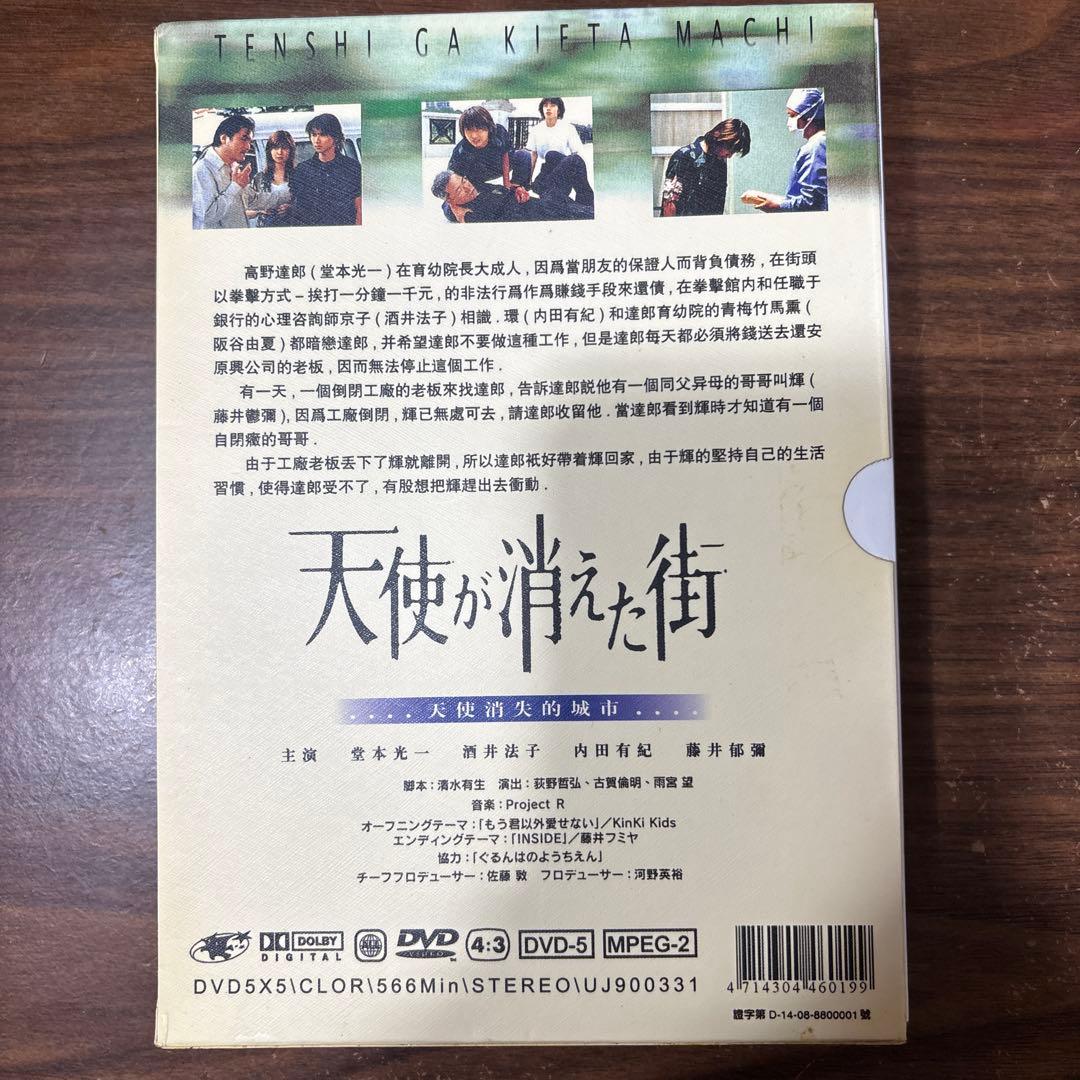 TENSHI GA KIETA MACHI
高野達郎(堂本光一)在育幼院長大成人,因爲當朋友的保證人而背負債務,在街頭
以拳擊方式–挨打一分鐘一千元,的非法行爲作爲賺錢手段來還債,在拳擊館内和任職于
銀行的心理咨詢師京子(酒井法子)相識.環(内田有紀)和達郎育幼院的青梅竹馬薰(
阪谷由夏)都暗戀達郎,并希望達郎不要做這種工作,但是達郎每天都必須將錢送去還安
原興公司的老板,因而無法停止這個工作.
有一天,一個倒閉工廠的老板來找達郎,告訴達郎説他有一個同父异母的哥哥叫輝(
藤井鬱彌),因爲工廠倒閉,輝已無處可去,請達郎收留他.當達郎看到輝時才知道有一個
自閉癥的哥哥.
由于工廠老板丟下了輝就離開,所以達郎衹好帶着輝回家,由于輝的堅持自己的生活
習慣,使得達郎受不了,有股想把輝趕出去衝動.
天使が消えた街
....天使消失的城市....
主演 堂本光一 酒井法子 内田有紀 藤井郁彌
脚本:清水有生 演出:荻野哲弘、古賀倫明、雨宮 望
音楽:Project R
オーフニングテーマ:「もう君以外愛せない」/KinKi Kids
エンディングテーマ:「INSIDE」/藤井フミヤ
協力:「ぐるんはのようちえん」
チーフフロデューサー:佐藤 敦 フロデューサー:河野英裕
DOLBY DIGITAL ALL DVD VIDEO 4:3 DVD-5 MPEG-2
DVD5X5\CLOR\566Min\STEREO\UJ900331
4 714304 460199
證字第 D-14-08-8800001 號